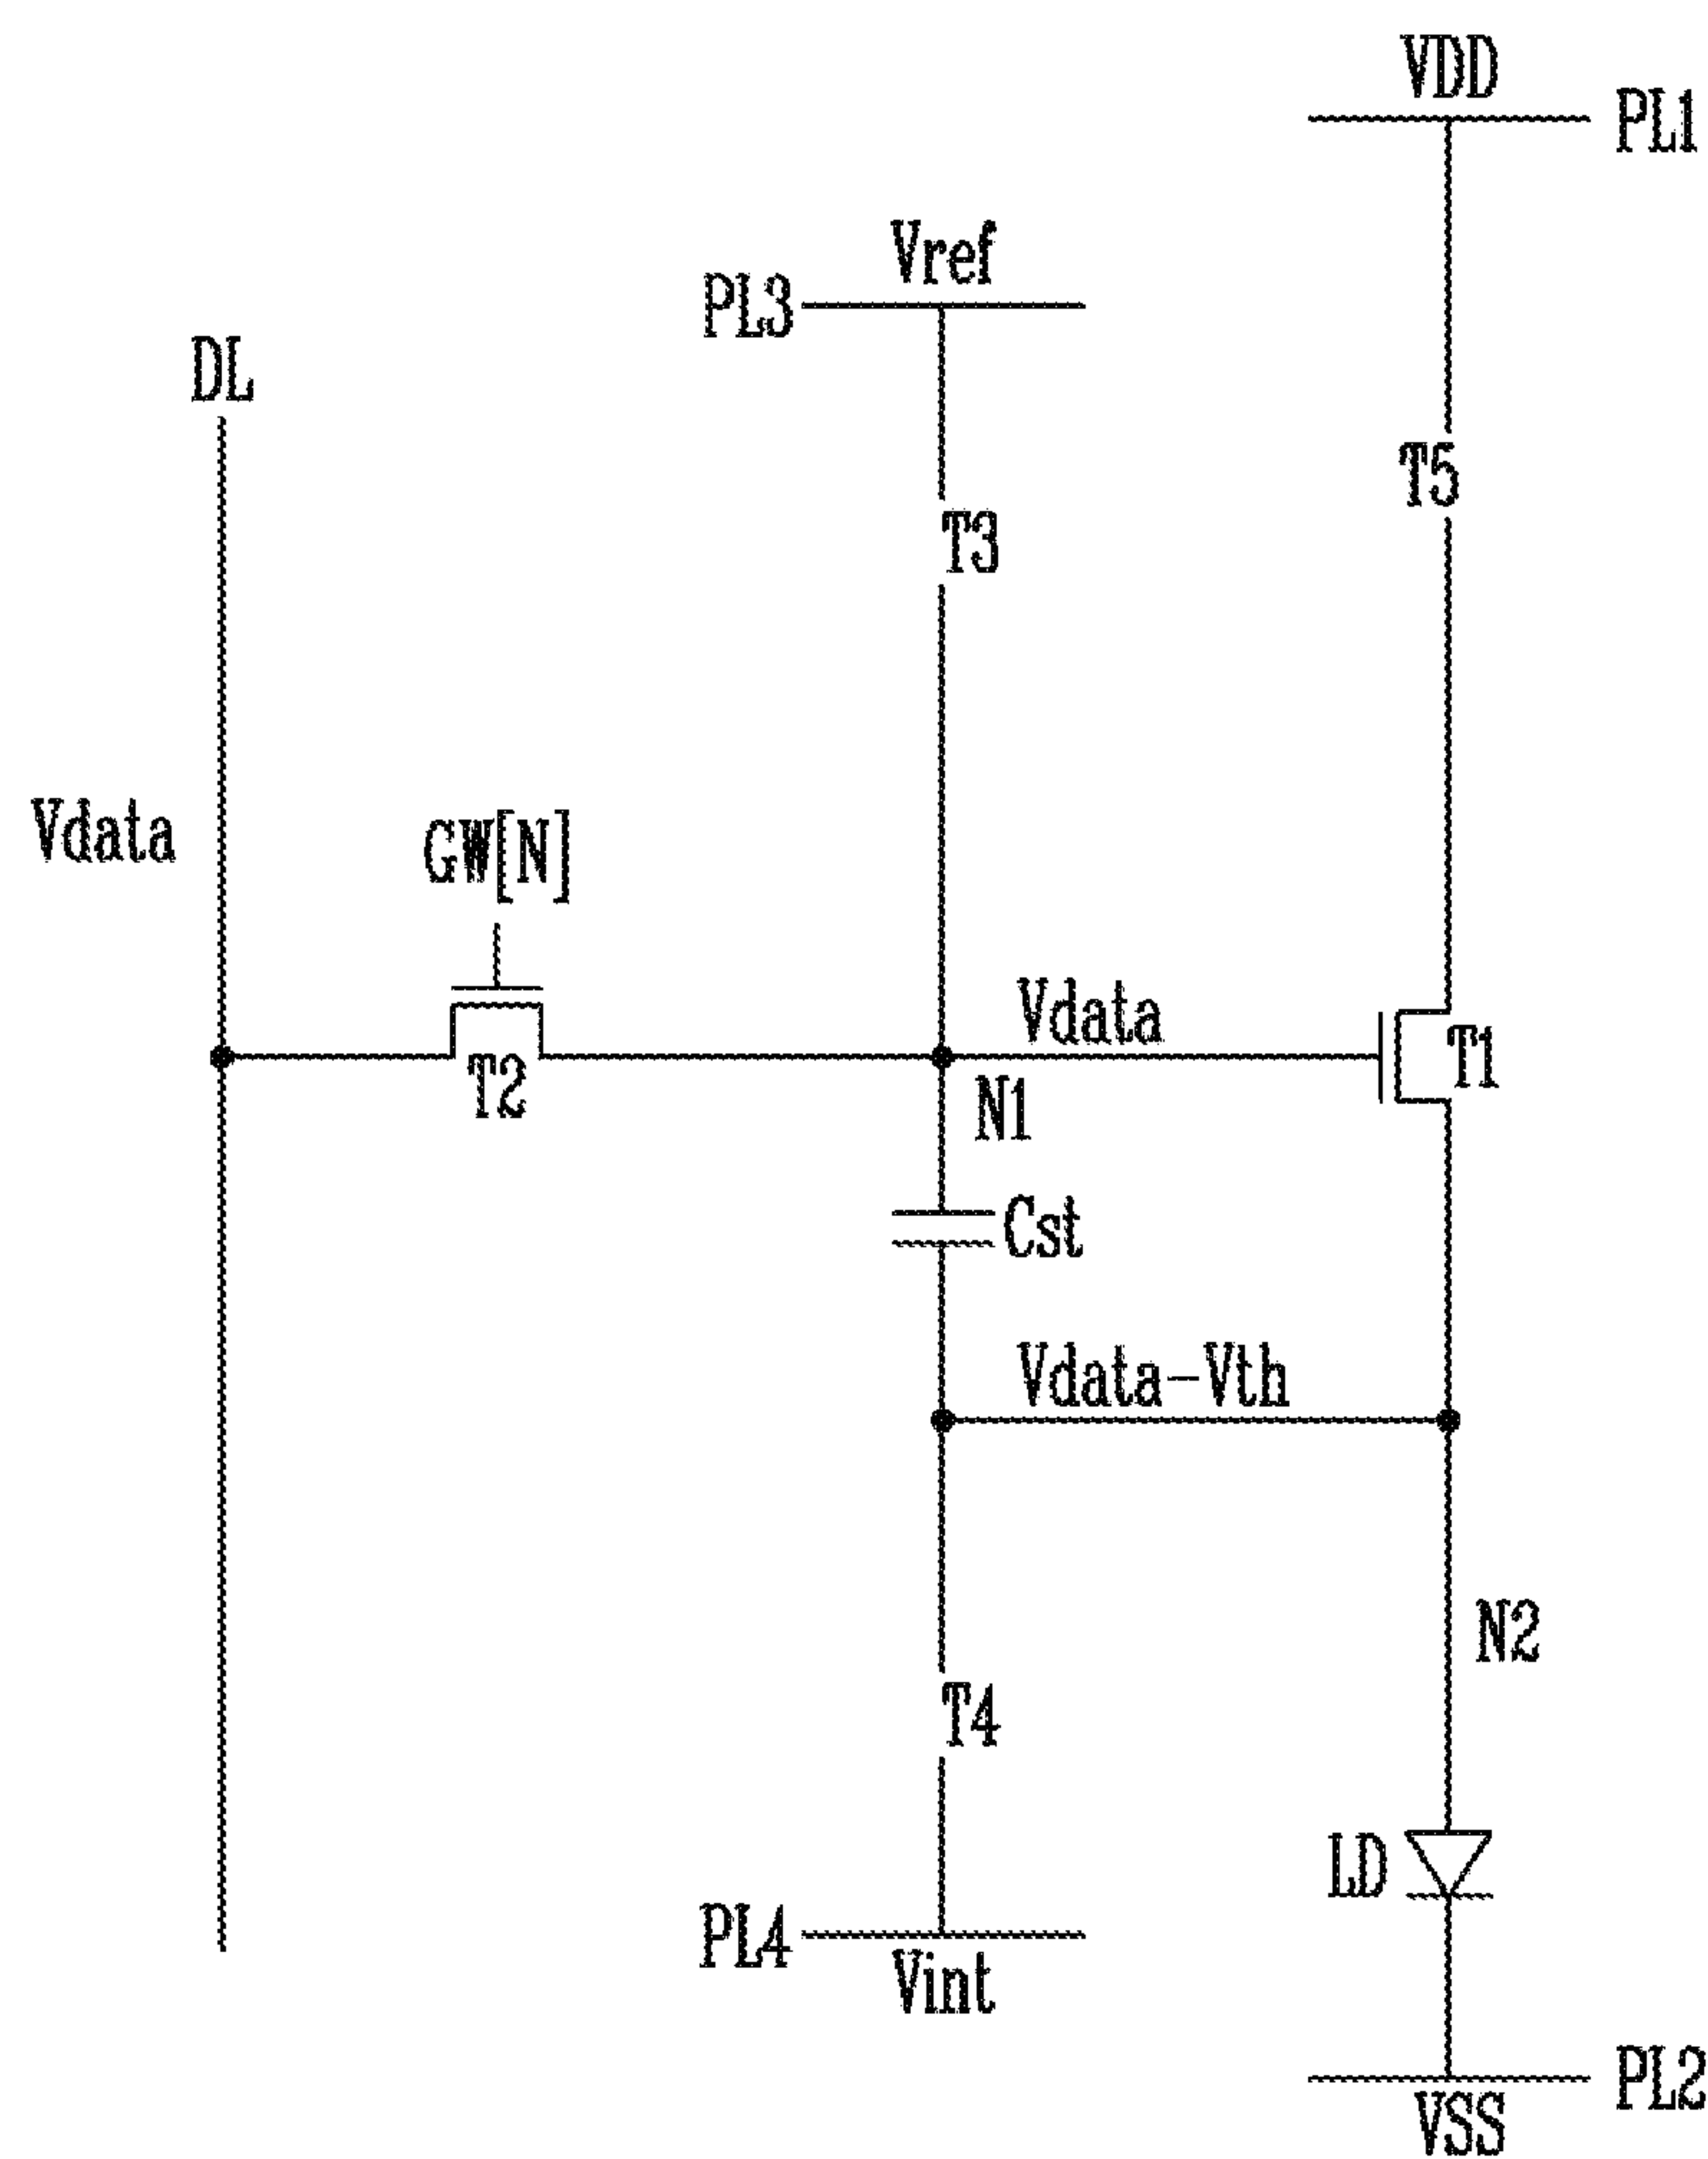 VDD
PL1
Vref
PL3
DL
T5
T3
Vdata
GW[N]
Vdata
T1
T2
N1
Cst
Vdata-Vth
N2
T4
LD
PL4
Vint
PL2
VSS